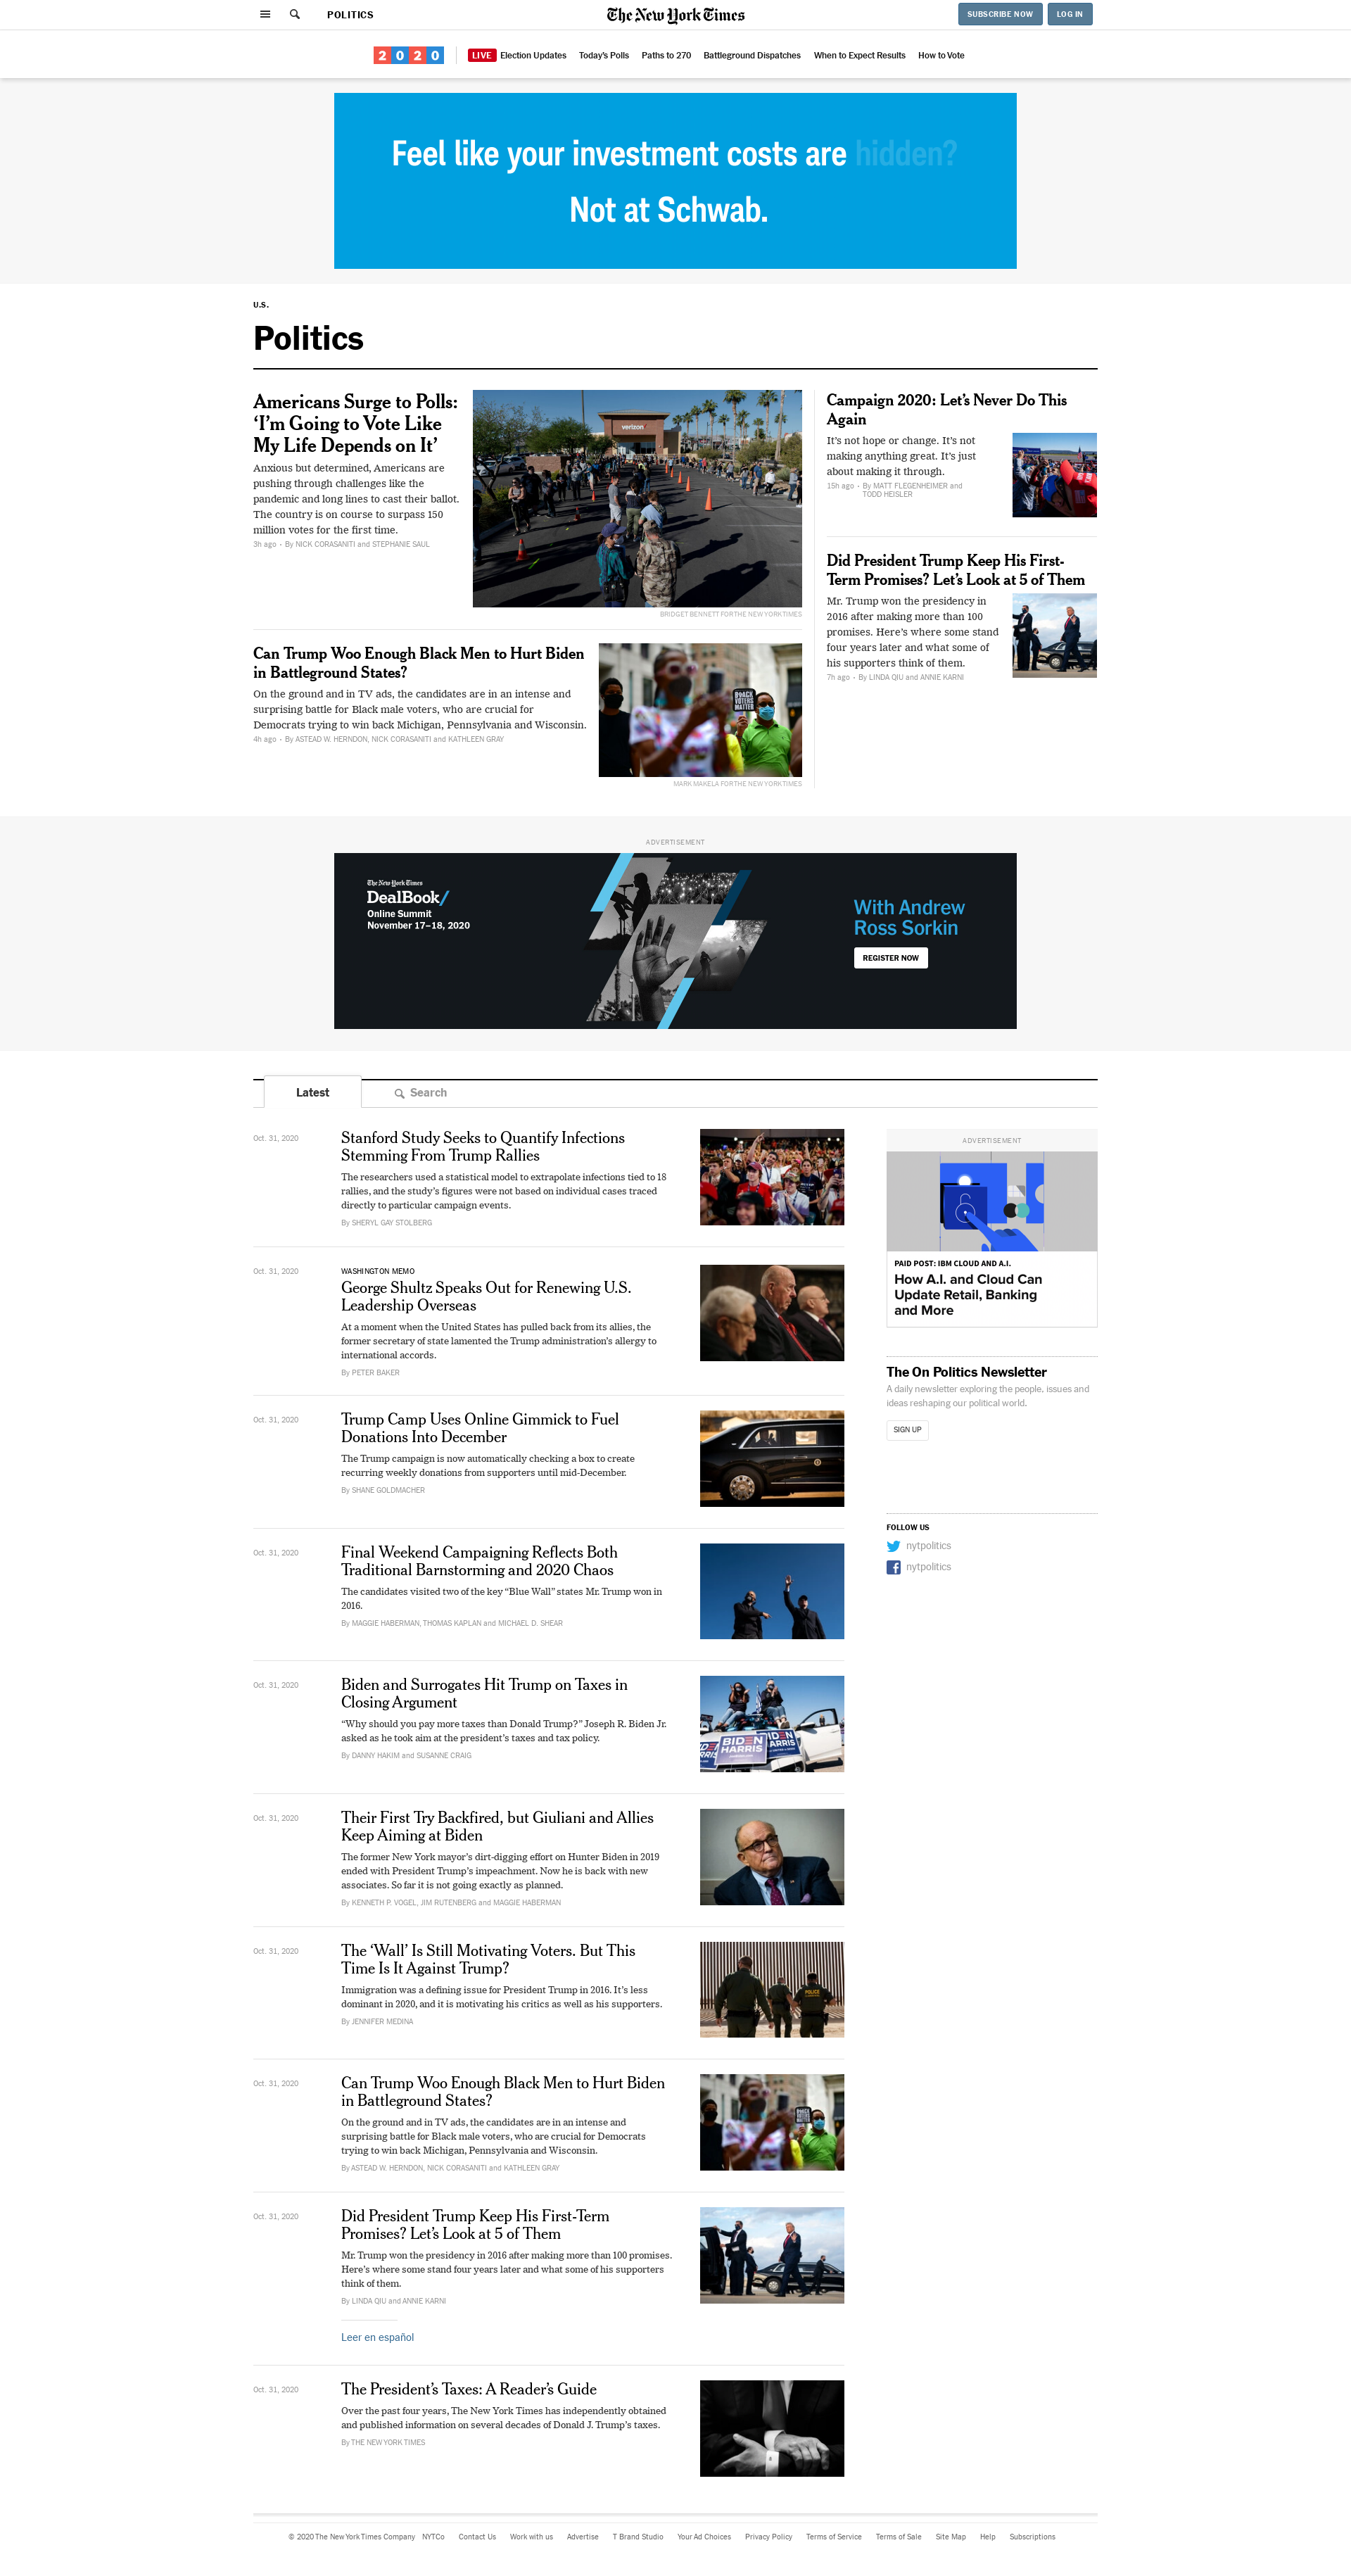 POLITICS
The New York Times
SUBSCRIBE NOW
LOG IN
2020
LIVE Election Updates
Today's Polls
Paths to 270
Battleground Dispatches
When to Expect Results
How to Vote
Feel like your investment costs are hidden?
Not at Schwab.
U.S.
Politics
Americans Surge to Polls:
‘I’m Going to Vote Like
My Life Depends on It’
Anxious but determined, Americans are
pushing through challenges like the
pandemic and long lines to cast their ballot.
The country is on course to surpass 150
million votes for the first time.
3h ago • By NICK CORASANITI and STEPHANIE SAUL
verizon
BRIDGET BENNETT FOR THE NEW YORK TIMES
Can Trump Woo Enough Black Men to Hurt Biden
in Battleground States?
On the ground and in TV ads, the candidates are in an intense and
surprising battle for Black male voters, who are crucial for
Democrats trying to win back Michigan, Pennsylvania and Wisconsin.
4h ago • By ASTEAD W. HERNDON, NICK CORASANITI and KATHLEEN GRAY
BLACK
VOTERS
MATTER
MARK MAKELA FOR THE NEW YORK TIMES
Campaign 2020: Let’s Never Do This
Again
It’s not hope or change. It’s not
making anything great. It’s just
about making it through.
15h ago • By MATT FLEGENHEIMER and
TODD HEISLER
Did President Trump Keep His First-
Term Promises? Let’s Look at 5 of Them
Mr. Trump won the presidency in
2016 after making more than 100
promises. Here’s where some stand
four years later and what some of
his supporters think of them.
7h ago • By LINDA QIU and ANNIE KARNI
ADVERTISEMENT
The New York Times
DealBook/
Online Summit
November 17–18, 2020
With Andrew
Ross Sorkin
REGISTER NOW
Latest
Search
Oct. 31, 2020
Stanford Study Seeks to Quantify Infections
Stemming From Trump Rallies
The researchers used a statistical model to extrapolate infections tied to 18
rallies, and the study’s figures were not based on individual cases traced
directly to particular campaign events.
By SHERYL GAY STOLBERG
Oct. 31, 2020
WASHINGTON MEMO
George Shultz Speaks Out for Renewing U.S.
Leadership Overseas
At a moment when the United States has pulled back from its allies, the
former secretary of state lamented the Trump administration’s allergy to
international accords.
By PETER BAKER
Oct. 31, 2020
Trump Camp Uses Online Gimmick to Fuel
Donations Into December
The Trump campaign is now automatically checking a box to create
recurring weekly donations from supporters until mid-December.
By SHANE GOLDMACHER
Oct. 31, 2020
Final Weekend Campaigning Reflects Both
Traditional Barnstorming and 2020 Chaos
The candidates visited two of the key “Blue Wall” states Mr. Trump won in
2016.
By MAGGIE HABERMAN, THOMAS KAPLAN and MICHAEL D. SHEAR
Oct. 31, 2020
Biden and Surrogates Hit Trump on Taxes in
Closing Argument
“Why should you pay more taxes than Donald Trump?” Joseph R. Biden Jr.
asked as he took aim at the president’s taxes and tax policy.
By DANNY HAKIM and SUSANNE CRAIG
BIDEN
HARRIS
Oct. 31, 2020
Their First Try Backfired, but Giuliani and Allies
Keep Aiming at Biden
The former New York mayor’s dirt-digging effort on Hunter Biden in 2019
ended with President Trump’s impeachment. Now he is back with new
associates. So far it is not going exactly as planned.
By KENNETH P. VOGEL, JIM RUTENBERG and MAGGIE HABERMAN
Oct. 31, 2020
The ‘Wall’ Is Still Motivating Voters. But This
Time Is It Against Trump?
Immigration was a defining issue for President Trump in 2016. It’s less
dominant in 2020, and it is motivating his critics as well as his supporters.
By JENNIFER MEDINA
POLICE
Oct. 31, 2020
Can Trump Woo Enough Black Men to Hurt Biden
in Battleground States?
On the ground and in TV ads, the candidates are in an intense and
surprising battle for Black male voters, who are crucial for Democrats
trying to win back Michigan, Pennsylvania and Wisconsin.
By ASTEAD W. HERNDON, NICK CORASANITI and KATHLEEN GRAY
Oct. 31, 2020
Did President Trump Keep His First-Term
Promises? Let’s Look at 5 of Them
Mr. Trump won the presidency in 2016 after making more than 100 promises.
Here’s where some stand four years later and what some of his supporters
think of them.
By LINDA QIU and ANNIE KARNI
Leer en español
Oct. 31, 2020
The President’s Taxes: A Reader’s Guide
Over the past four years, The New York Times has independently obtained
and published information on several decades of Donald J. Trump’s taxes.
By THE NEW YORK TIMES
ADVERTISEMENT
PAID POST: IBM CLOUD AND A.I.
How A.I. and Cloud Can
Update Retail, Banking
and More
The On Politics Newsletter
A daily newsletter exploring the people, issues and
ideas reshaping our political world.
SIGN UP
FOLLOW US
nytpolitics
nytpolitics
© 2020 The New York Times Company NYTCo Contact Us Work with us Advertise T Brand Studio Your Ad Choices Privacy Policy Terms of Service Terms of Sale Site Map Help Subscriptions